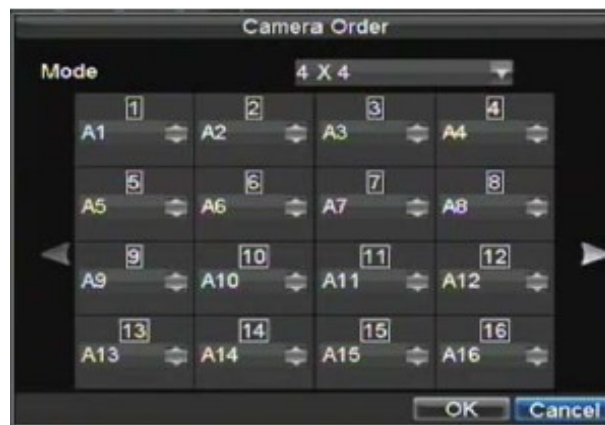 Camera Order
Mode 4 X 4
1 2 3 4
A1 A2 A3 A4
5 6 7 8
A5 A6 A7 A8
9 10 11 12
A9 A10 A11 A12
13 14 15 16
A13 A14 A15 A16
OK Cancel